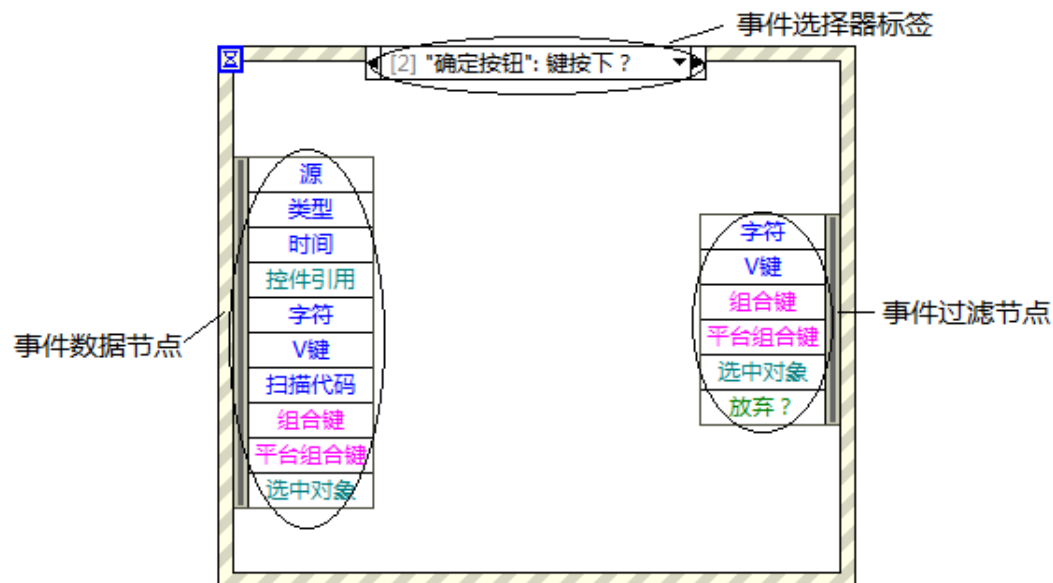 事件选择器标签
[2] "确定按钮": 键按下？
源
类型
时间
控件引用
字符
V键
扫描代码
组合键
平台组合键
选中对象
事件数据节点
字符
V键
组合键
平台组合键
选中对象
放弃？
事件过滤节点